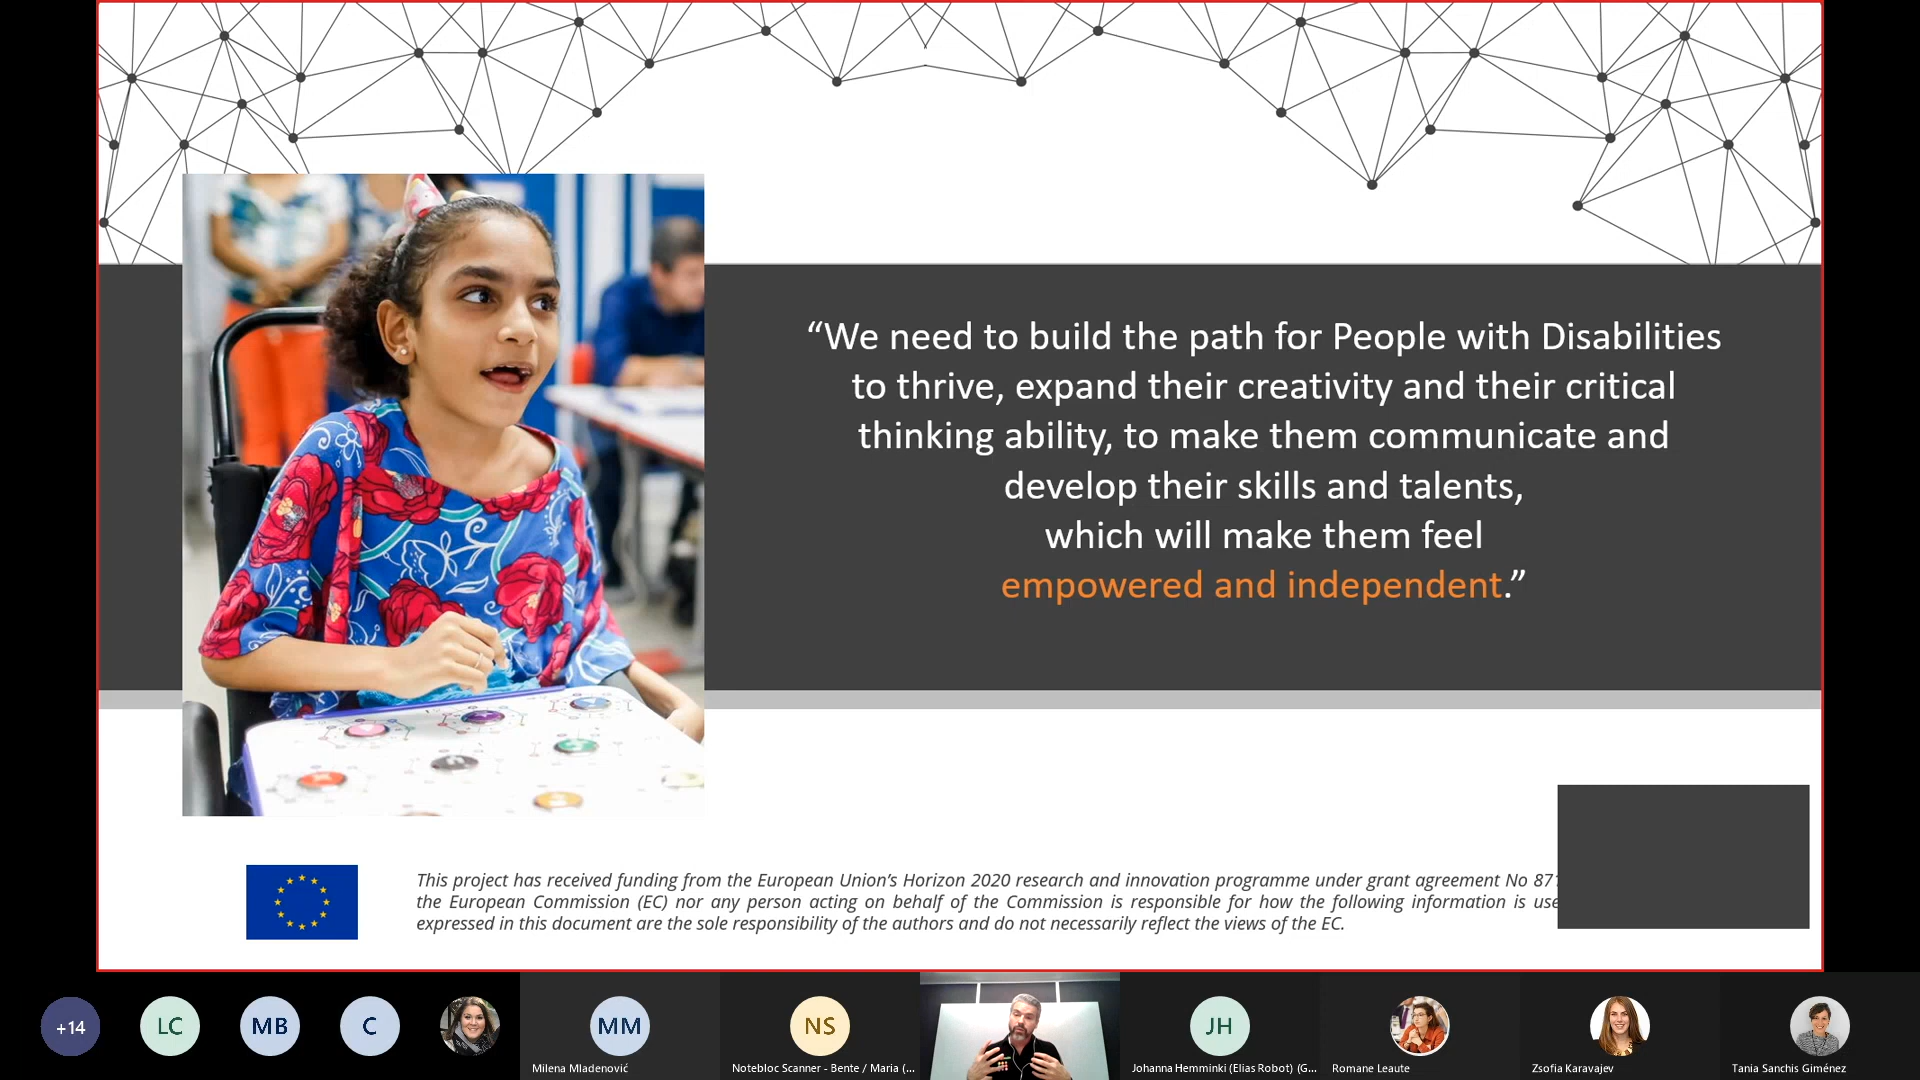 “We need to build the path for People with Disabilities
to thrive, expand their creativity and their critical
thinking ability, to make them communicate and
develop their skills and talents,
which will make them feel
empowered and independent.”
This project has received funding from the European Union’s Horizon 2020 research and innovation programme under grant agreement No
the European Commission (EC) nor any person acting on behalf of the Commission is responsible for how the following information is
expressed in this document are the sole responsibility of the authors and do not necessarily reflect the views of the EC.
+14
LC
MB
C
MM
NS
JH
Milena Mladenović
Notebloc Scanner - Bente / Maria (...
Johanna Hemminki (Elias Robot) (G...
Romane Leaute
Zsofia Karavajev
Tania Sanchis Giménez